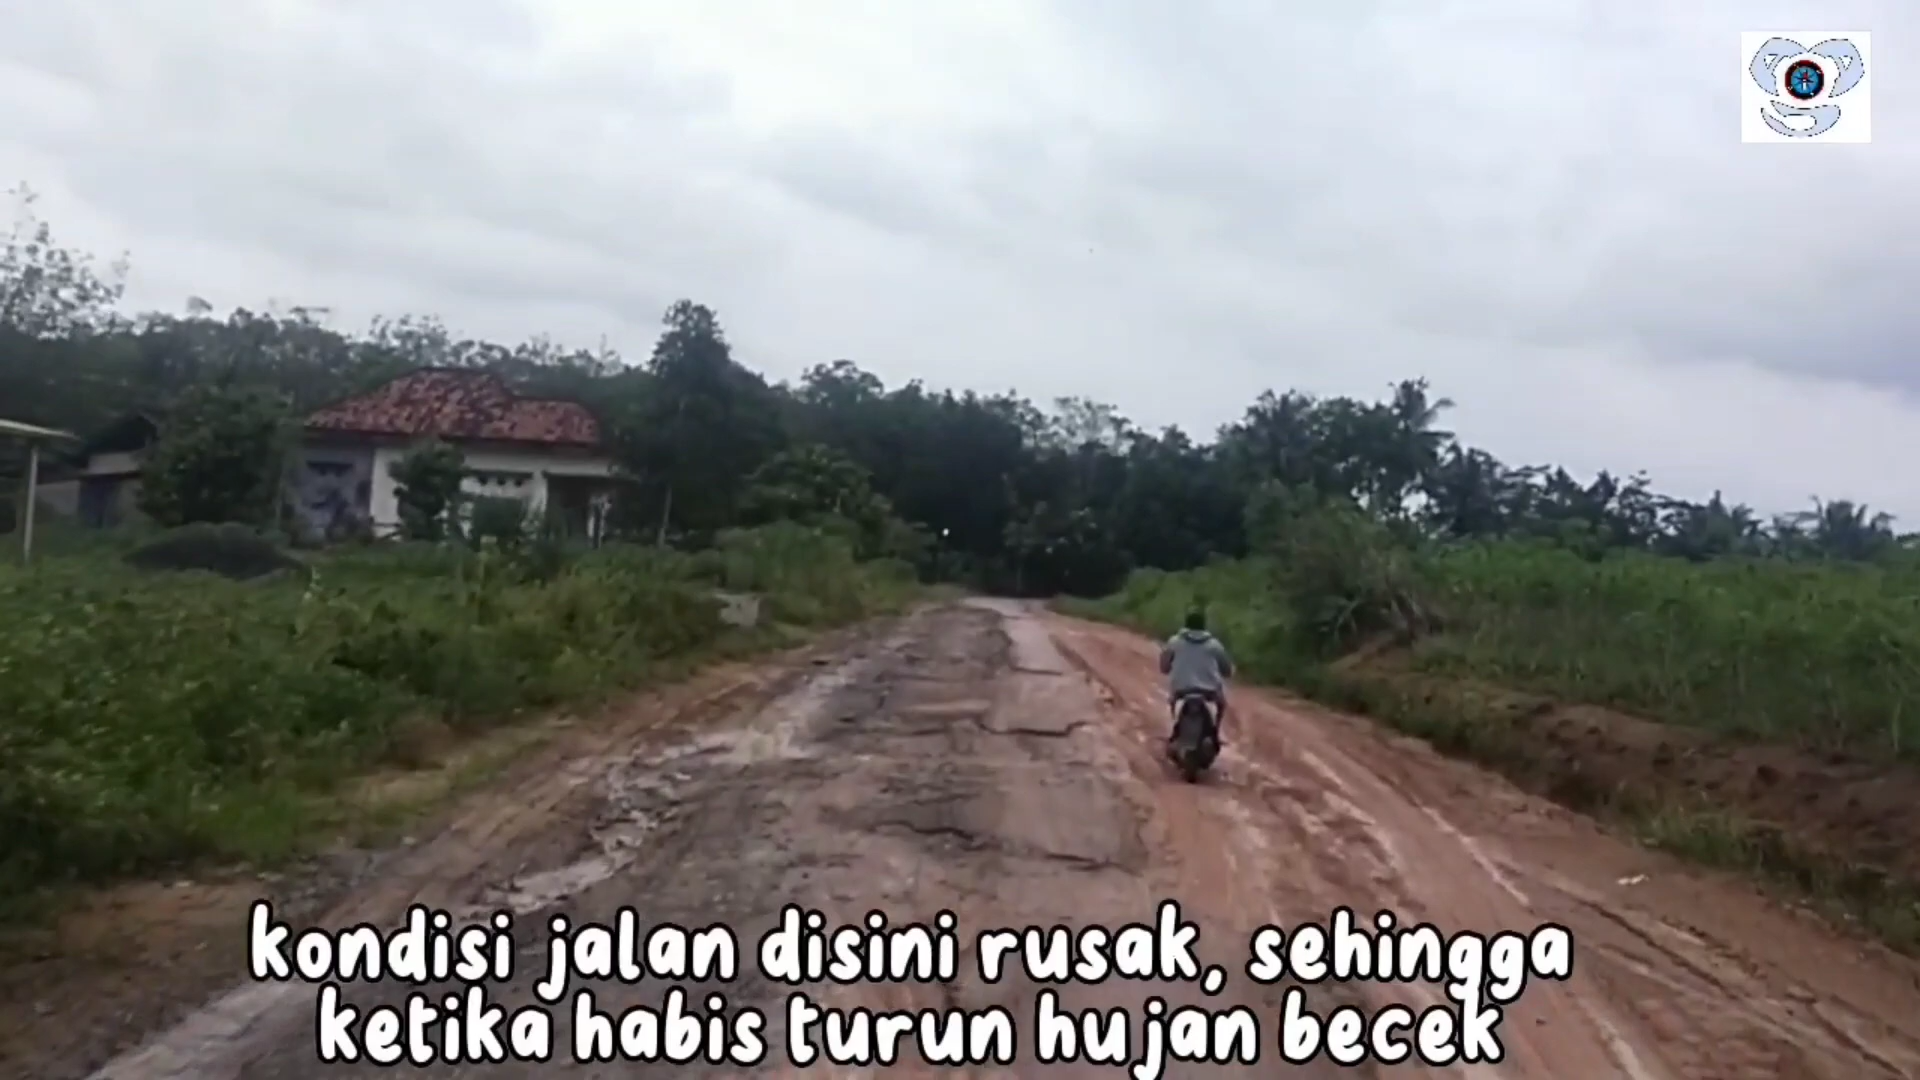 kondisi jalan disini rusak, sehingga
ketika habis turun hujan becek